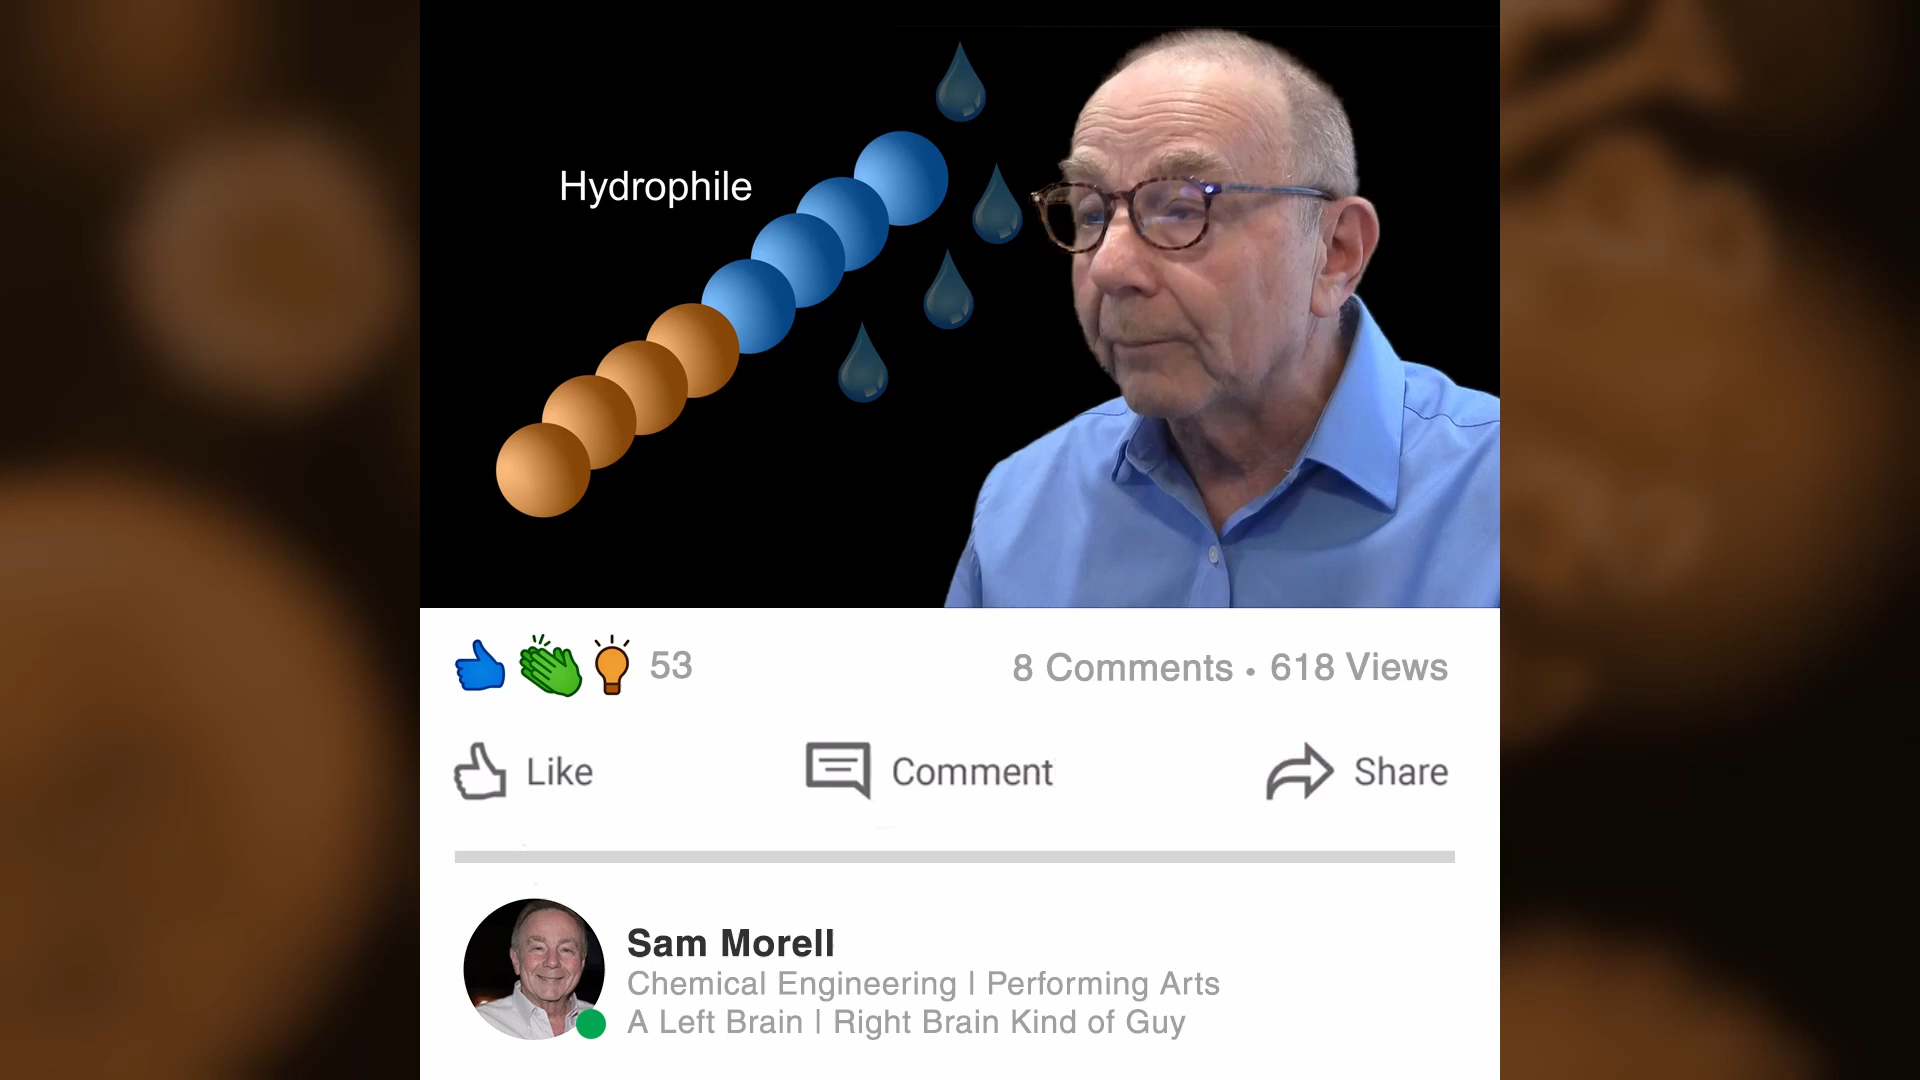 Hydrophile
53
8 Comments • 618 Views
Like
Comment
Share
Sam Morell
Chemical Engineering | Performing Arts
A Left Brain | Right Brain Kind of Guy